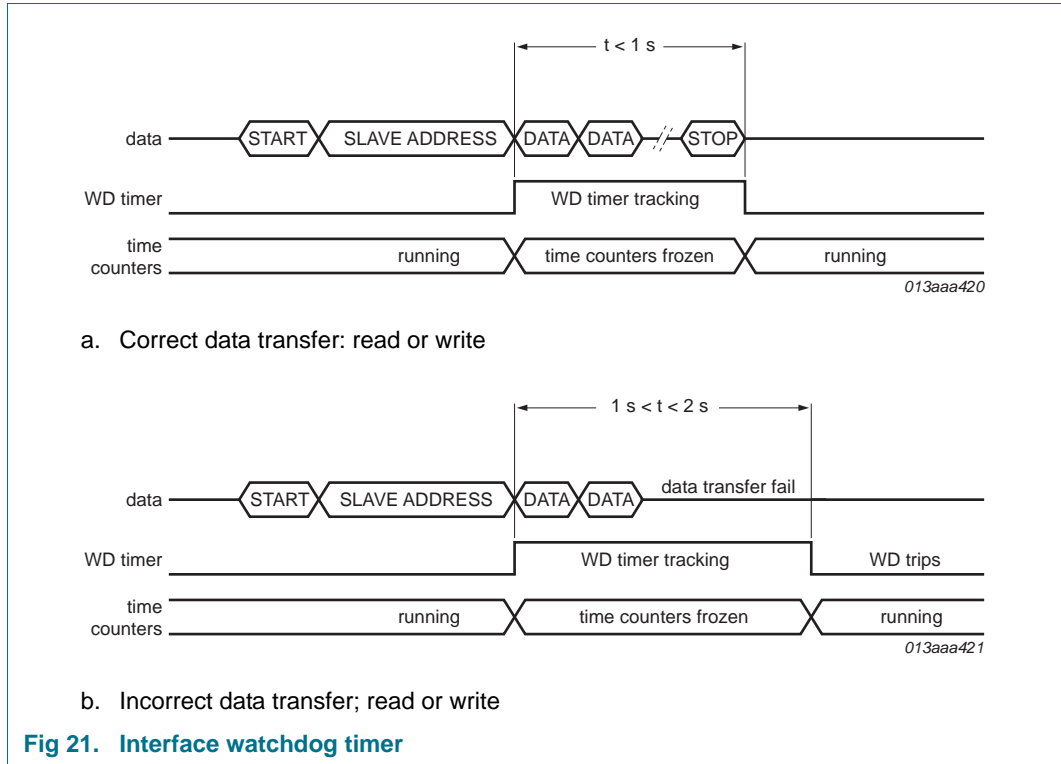 t < 1 s
data START SLAVE ADDRESS DATA DATA STOP
WD timer WD timer tracking
time
counters running time counters frozen running
013aaa420
a. Correct data transfer: read or write
1 s < t < 2 s
data START SLAVE ADDRESS DATA DATA data transfer fail
WD timer WD timer tracking WD trips
time
counters running time counters frozen running
013aaa421
b. Incorrect data transfer; read or write
Fig 21. Interface watchdog timer